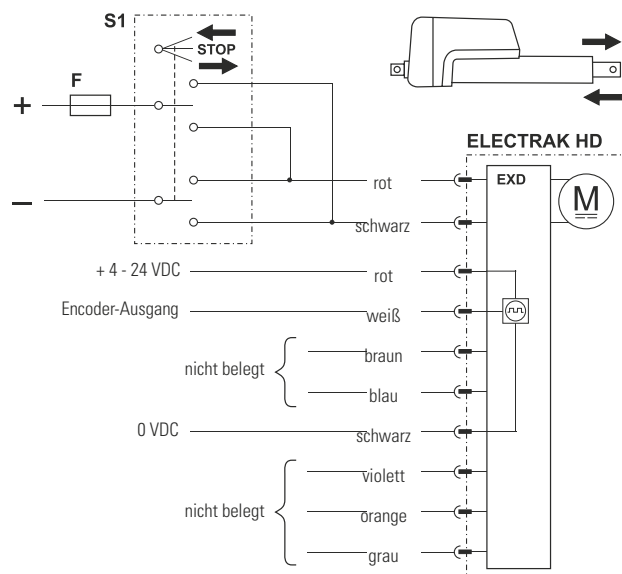 S1
STOP
F
+
–
ELECTRAK HD
EXD
M
rot
schwarz
+ 4 - 24 VDC
rot
Encoder-Ausgang
weiß
nicht belegt
braun
blau
0 VDC
schwarz
nicht belegt
violett
orange
grau